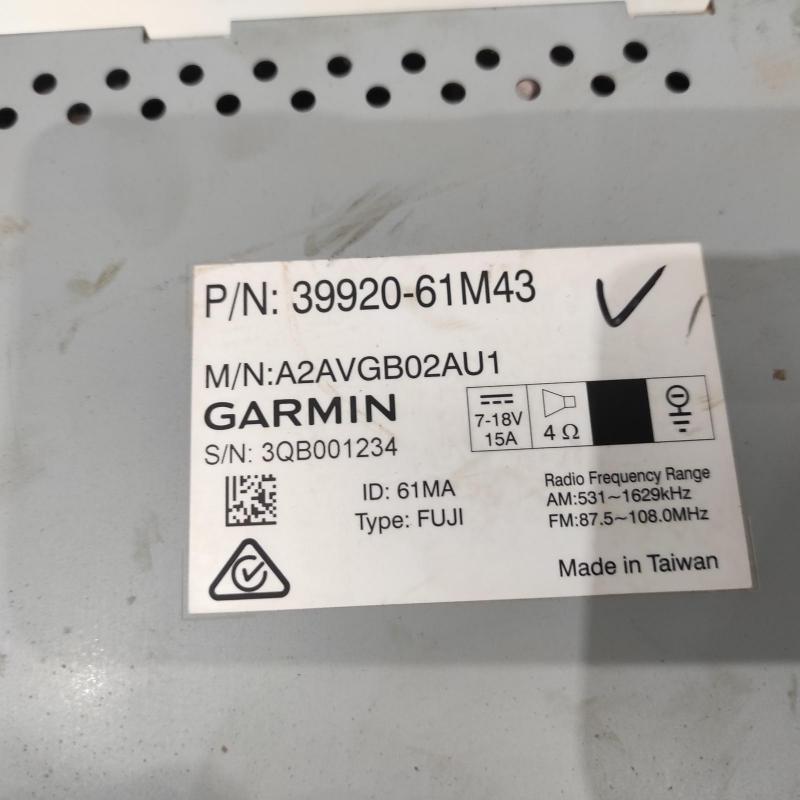 P/N: 39920-61M43
M/N:A2AVGB02AU1
GARMIN
7-18V
15A
4 Ω
S/N: 3QB001234
ID: 61MA
Type: FUJI
Radio Frequency Range
AM:531~1629kHz
FM:87.5~108.0MHz
Made in Taiwan